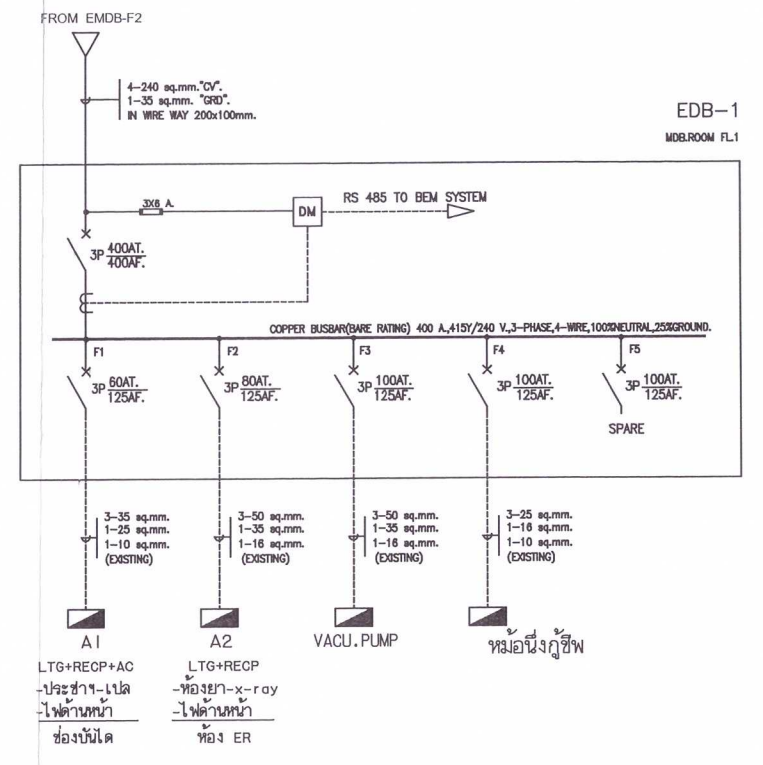 FROM EMDB-F2
4-240 sq.mm."CV".
1-35 sq.mm. "GRD".
IN WIRE WAY 200x100mm.
EDB-1
MDB.ROOM FL.1
3X6 A.
DM
RS 485 TO BEM SYSTEM
3P 400AT.
400AF.
COPPER BUSBAR(BARE RATING) 400 A.,415Y/240 V.,3-PHASE,4-WIRE,100%NEUTRAL,25%GROUND.
F1
3P 60AT.
125AF.
F2
3P 80AT.
125AF.
F3
3P 100AT.
125AF.
F4
3P 100AT.
125AF.
F5
3P 100AT.
125AF.
SPARE
3-35 sq.mm.
1-25 sq.mm.
1-10 sq.mm.
(EXISTING)
3-50 sq.mm.
1-35 sq.mm.
1-16 sq.mm.
(EXISTING)
3-50 sq.mm.
1-35 sq.mm.
1-16 sq.mm.
(EXISTING)
3-25 sq.mm.
1-16 sq.mm.
1-10 sq.mm.
(EXISTING)
A1
LTG+RECP+AC
-ประชาฯ-เปล
-ไฟด้านหน้า
ช่องบันได
A2
LTG+RECP
-ห้องยา-x-ray
-ไฟด้านหน้า
ห้อง ER
VACU.PUMP
หม้อนึ่งกู้ชีพ